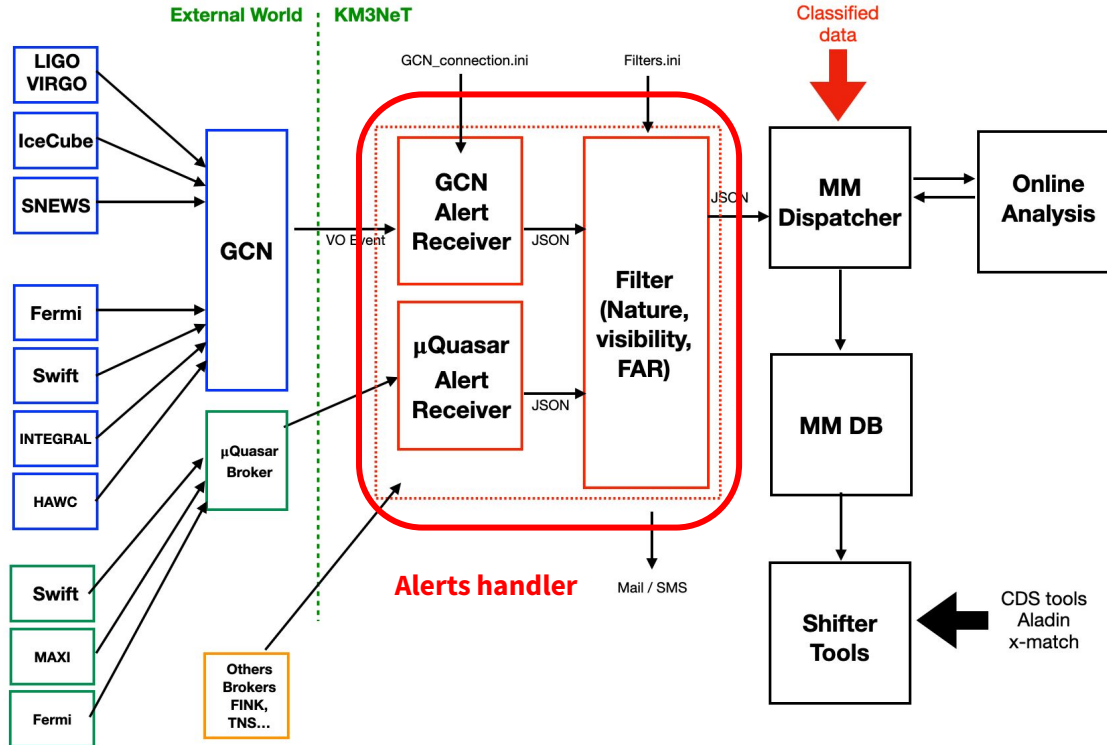 External World
KM3NeT
Classified
data
LIGO
VIRGO
IceCube
SNEWS
Fermi
Swift
INTEGRAL
HAWC
Swift
MAXI
Fermi
GCN
μQuasar
Broker
Others
Brokers
FINK,
TNS...
GCN_connection.ini
Filters.ini
VO Event
GCN
Alert
Receiver
JSON
μQuasar
Alert
Receiver
JSON
Filter
(Nature,
visibility,
FAR)
JSON
Alerts handler
Mail / SMS
MM
Dispatcher
Online
Analysis
MM DB
Shifter
Tools
CDS tools
Aladin
x-match